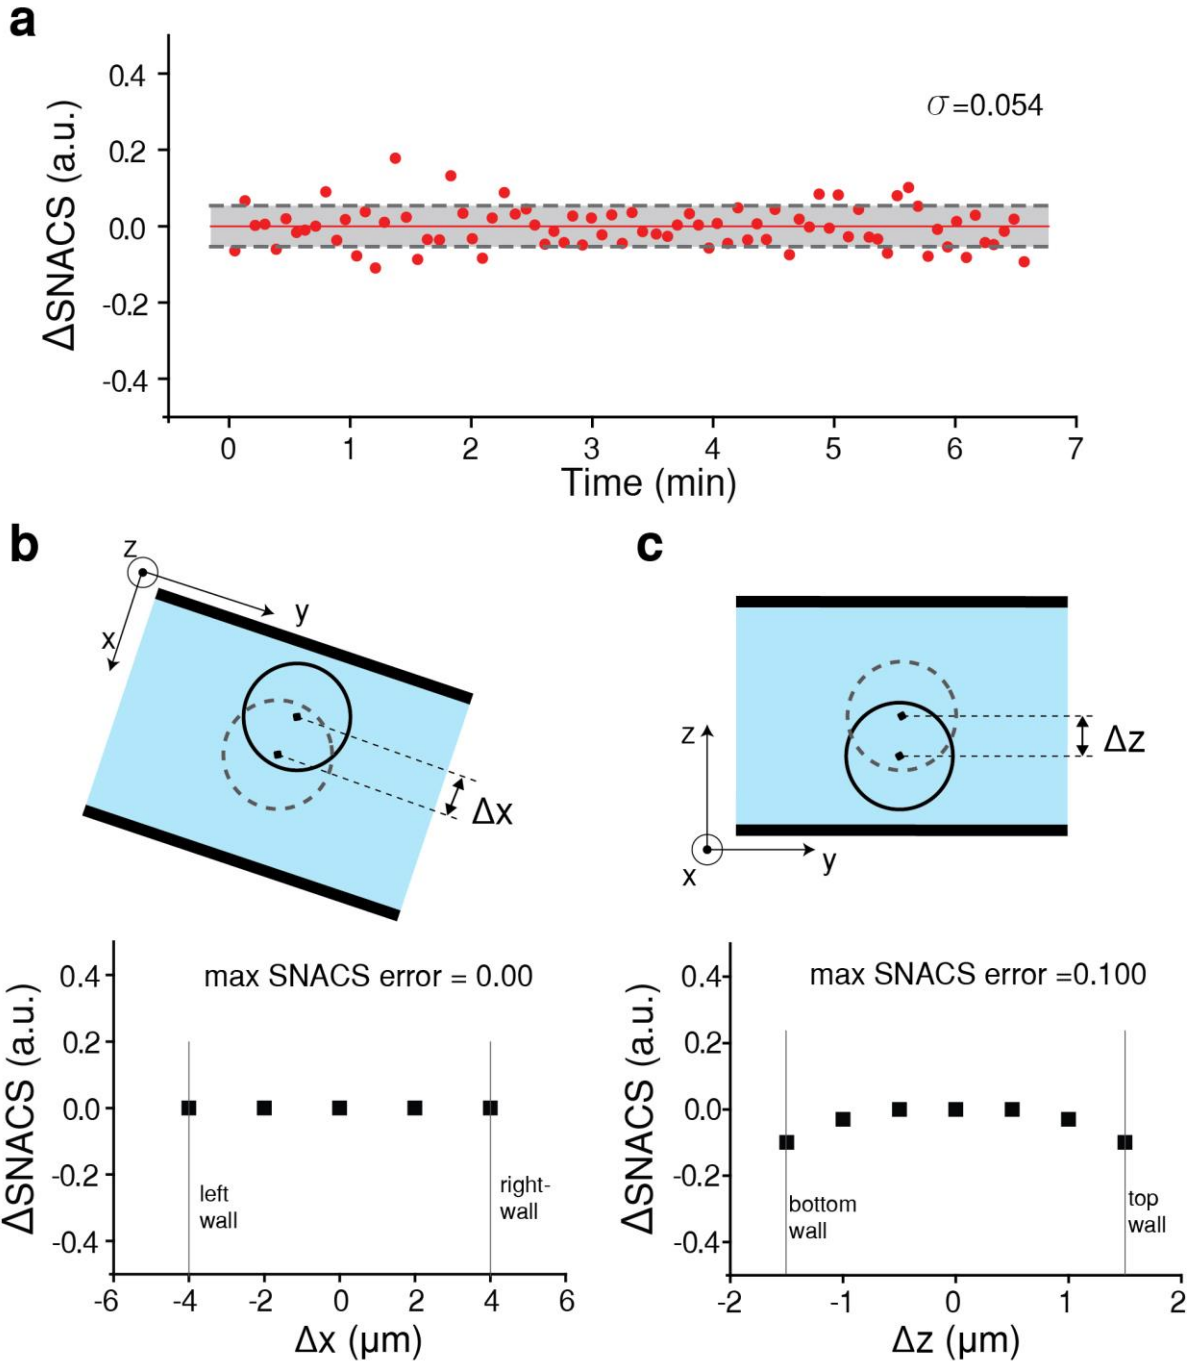 a
ΔSNACS (a.u.)
0.4
0.2
0.0
-0.2
-0.4
σ=0.054
0 1 2 3 4 5 6 7
Time (min)
b
z
y
x
Δx
c
z
x
y
Δz
ΔSNACS (a.u.)
0.4
0.2
0.0
-0.2
-0.4
max SNACS error = 0.00
left
wall
right-
wall
-6 -4 -2 0 2 4 6
Δx (μm)
ΔSNACS (a.u.)
0.4
0.2
0.0
-0.2
-0.4
max SNACS error =0.100
bottom
wall
top
wall
-2 -1 0 1 2
Δz (μm)